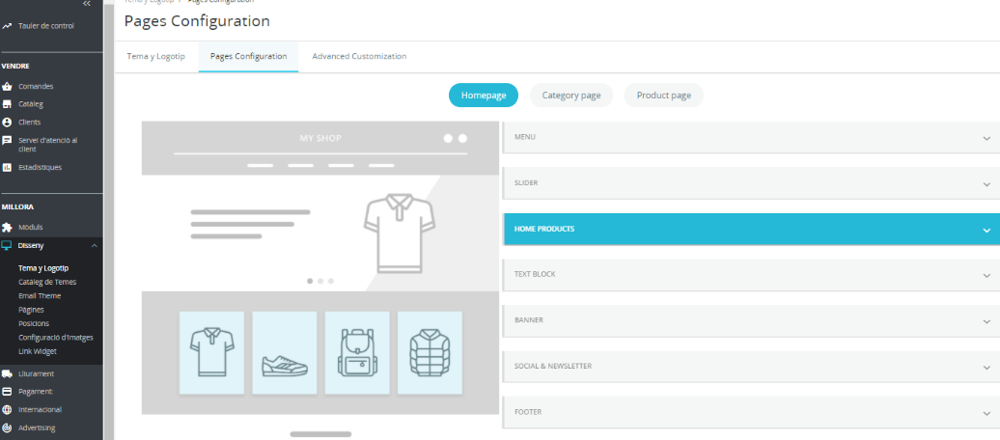 Tema y Logotip / Pages Configuration
Pages Configuration
Tema y Logotip
Pages Configuration
Advanced Customization
Homepage
Category page
Product page
Tauler de control
VENDRE
Comandes
Catàleg
Clients
Servei d'atenció al
client
Estadístiques
MILLORA
Mòduls
Disseny
Tema y Logotip
Catàleg de Temes
Email Theme
Pàgines
Posicions
Configuració d'Imatges
Link Widget
Lliurament
Pagament
Internacional
Advertising
MY SHOP
MENU
SLIDER
HOME PRODUCTS
TEXT BLOCK
BANNER
SOCIAL & NEWSLETTER
FOOTER